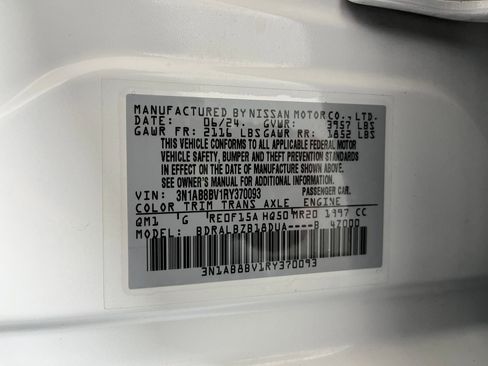 MANUFACTURED BY NISSAN MOTOR CO., LTD.
DATE: 06/24. GVWR: 3957 LBS
GAWR FR: 2116 LBS GAWR RR: 1852 LBS
THIS VEHICLE CONFORMS TO ALL APPLICABLE FEDERAL MOTOR
VEHICLE SAFETY, BUMPER AND THEFT PREVENTION STANDARDS
IN EFFECT ON THE DATE OF MANUFACTURE SHOWN ABOVE.
SEE OWNER'S MANUAL FOR ADDITIONAL INFORMATION.
VIN: 3N1AB8BV1RY370093 PASSENGER CAR.
COLOR TRIM TRANS AXLE ENGINE
QM1 G RE0F15A HQ50 MR20 1997 CC
MODEL: BDRALBZB18DUA----B 4Z000
3N1AB8BV1RY370093